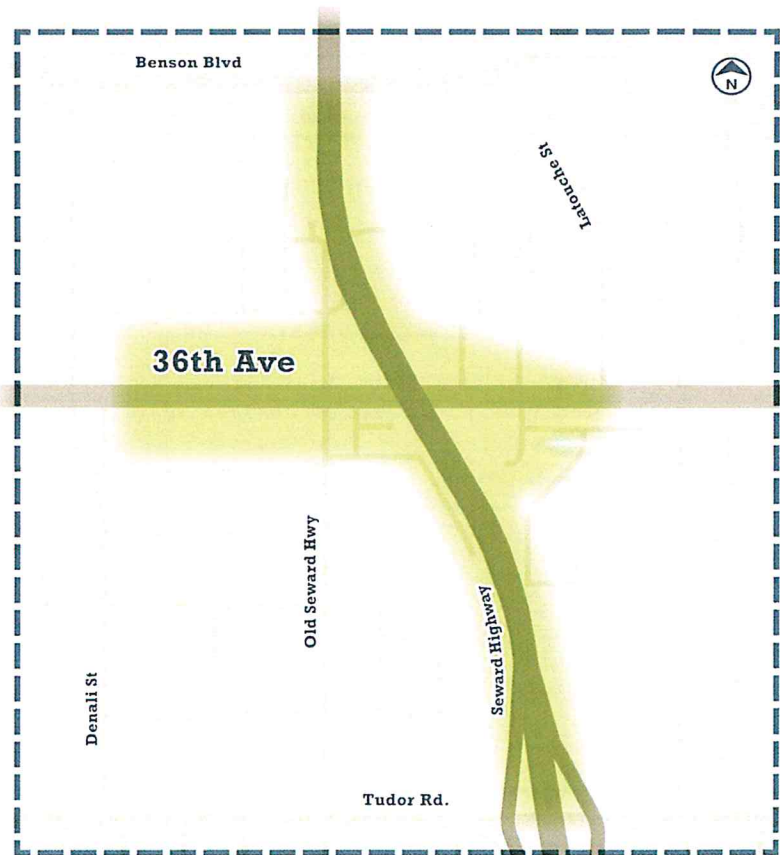 Benson Blvd
N
Latouche St
36th Ave
Old Seward Hwy
Seward Highway
Denali St
Tudor Rd.